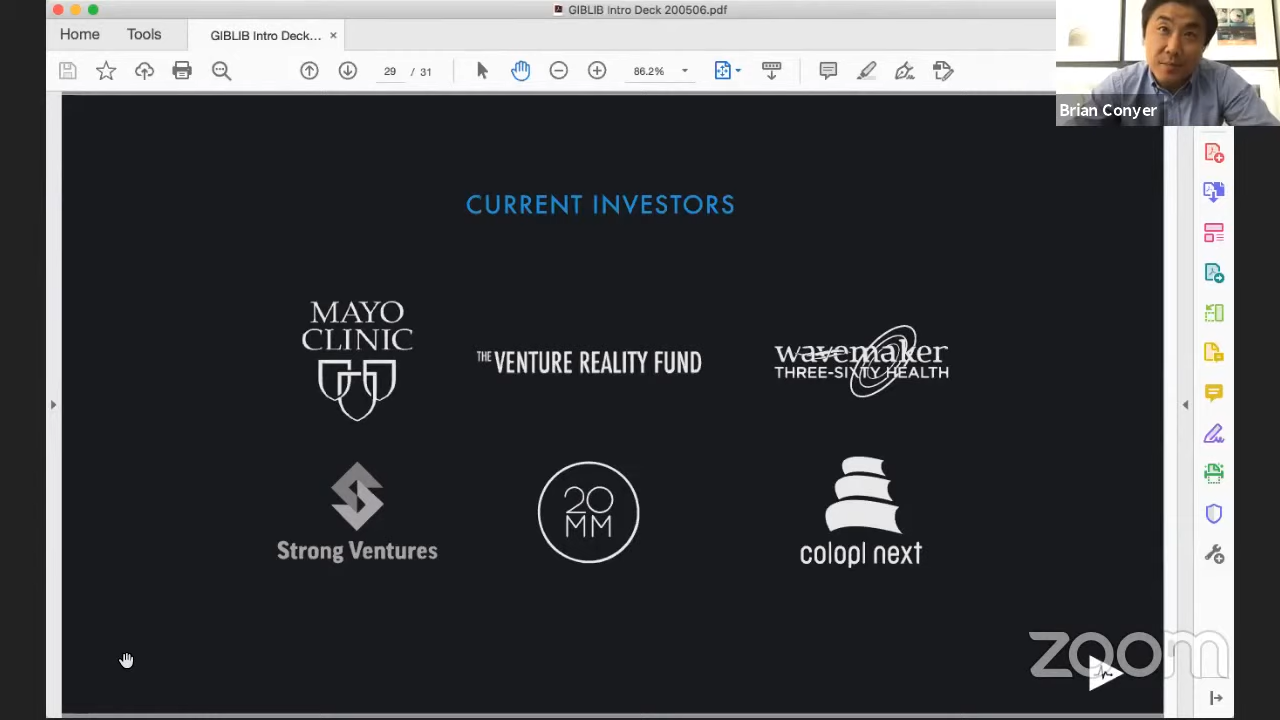 GIBLIB Intro Deck 200506.pdf
Home
Tools
GIBLIB Intro Deck...
×
29 / 31
86.2%
Brian Conyer
CURRENT INVESTORS
MAYO
CLINIC
THE VENTURE REALITY FUND
wavemaker
THREE-SIXTY HEALTH
Strong Ventures
20
MM
colopl next
zoom